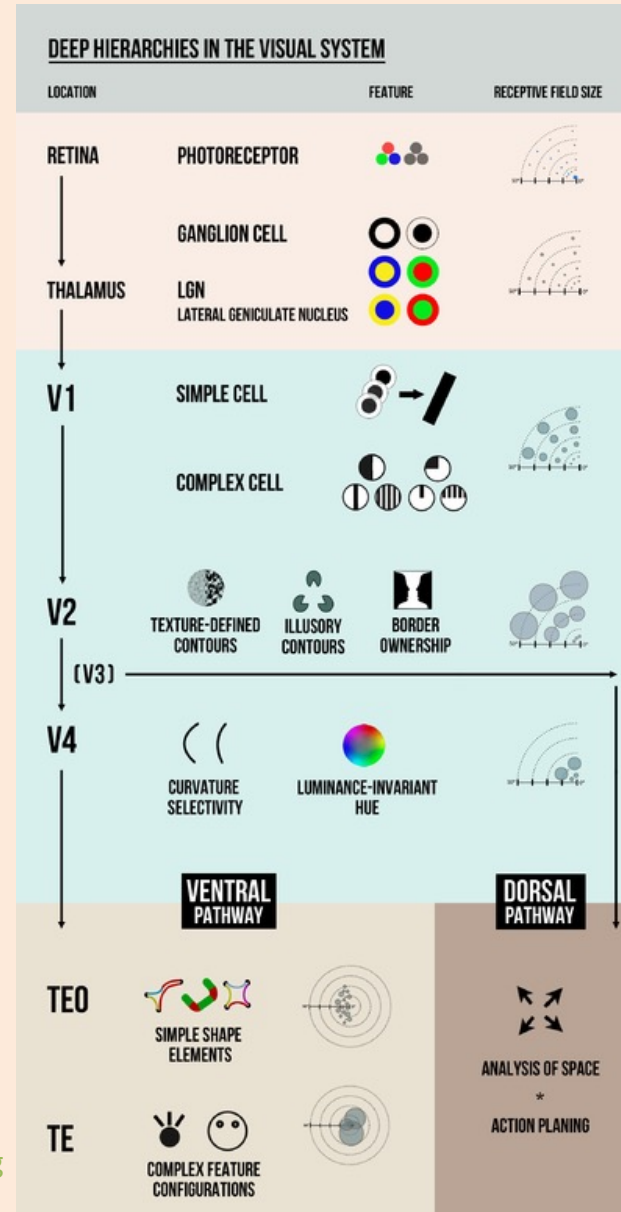 DEEP HIERARCHIES IN THE VISUAL SYSTEM
LOCATION FEATURE RECEPTIVE FIELD SIZE
RETINA PHOTORECEPTOR
GANGLION CELL
THALAMUS LGN
LATERAL GENICULATE NUCLEUS
V1 SIMPLE CELL
COMPLEX CELL
V2
TEXTURE-DEFINED CONTOURS
ILLUSORY CONTOURS
BORDER OWNERSHIP
(V3)
V4
CURVATURE SELECTIVITY
LUMINANCE-INVARIANT HUE
VENTRAL
PATHWAY
DORSAL
PATHWAY
TEO
SIMPLE SHAPE
ELEMENTS
ANALYSIS OF SPACE
*
ACTION PLANING
TE
COMPLEX FEATURE
CONFIGURATIONS